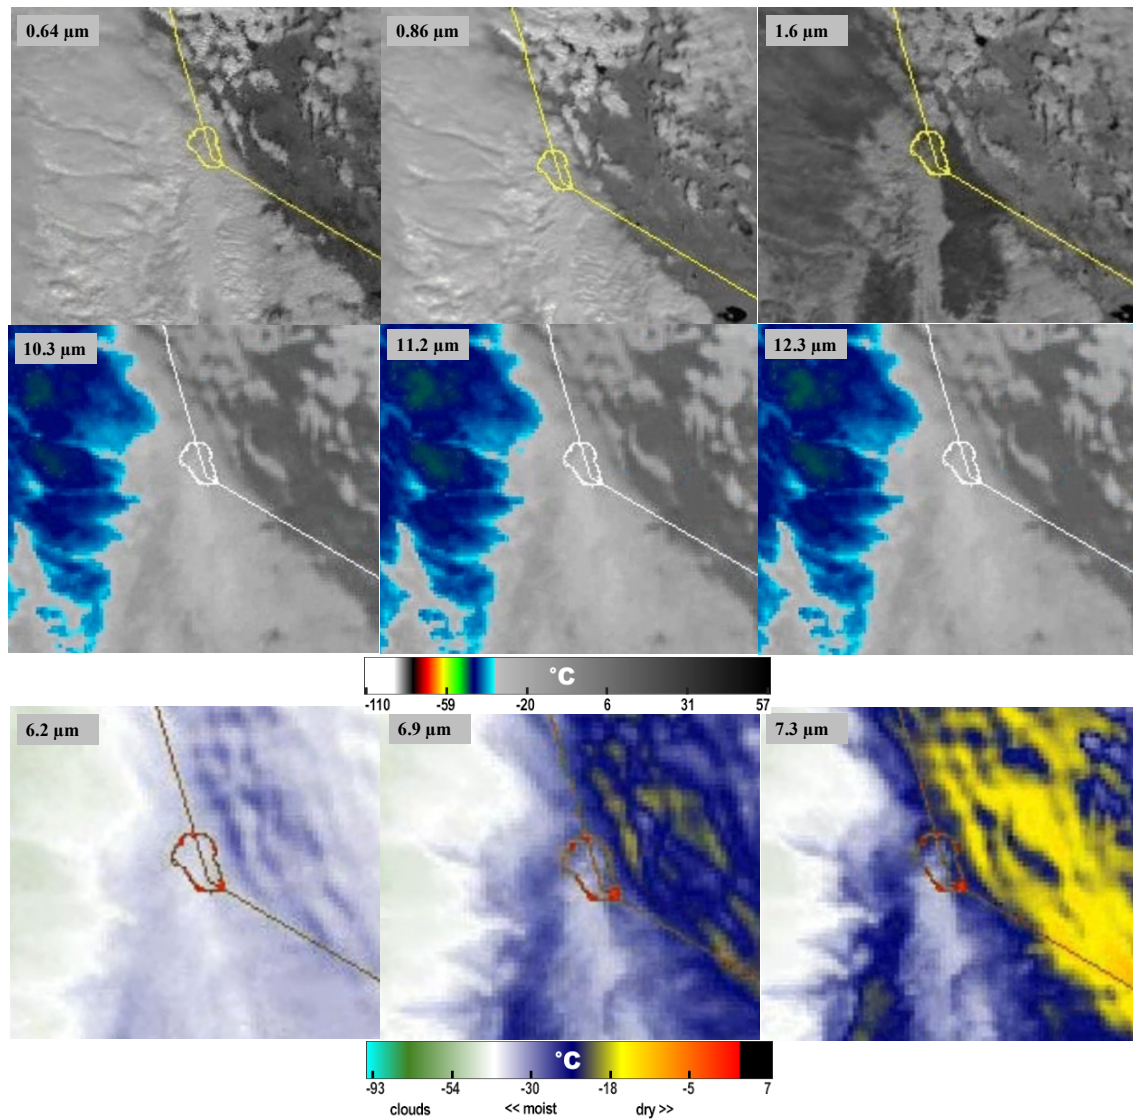 0.64 µm
0.86 µm
1.6 µm
10.3 µm
11.2 µm
12.3 µm
°C
-110 -59 -20 6 31 57
6.2 µm
6.9 µm
7.3 µm
°C
-93 -54 -30 -18 -5 7
clouds << moist dry >>